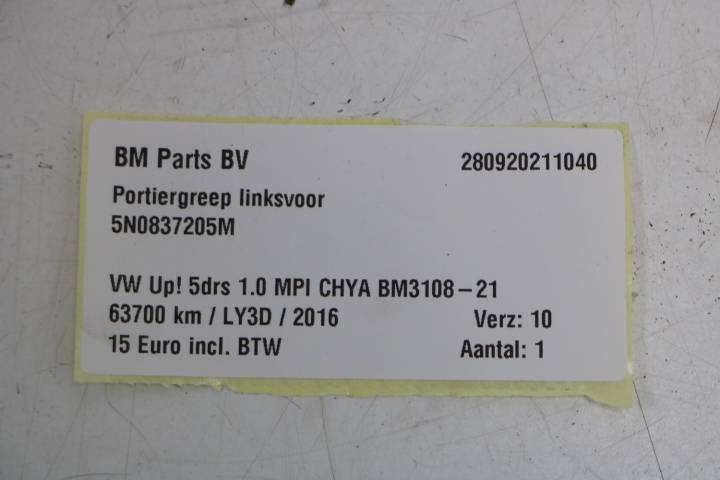 BM Parts BV 280920211040
Portiergreep linksvoor
5N0837205M
VW Up! 5drs 1.0 MPI CHYA BM3108-21
63700 km / LY3D / 2016 Verz: 10
15 Euro incl. BTW Aantal: 1